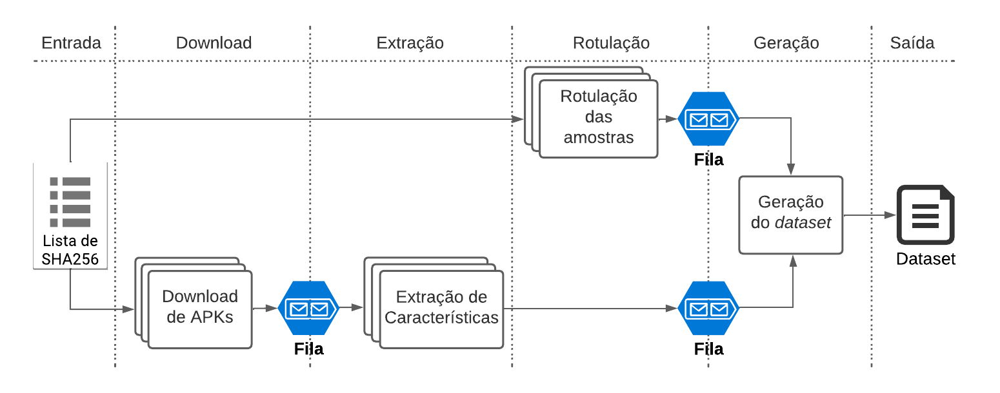 Entrada
Download
Extração
Rotulação
Geração
Saída
Rotulação
das
amostras
Fila
Lista de
SHA256
Geração
do dataset
Dataset
Download
de APKs
Fila
Extração de
Características
Fila